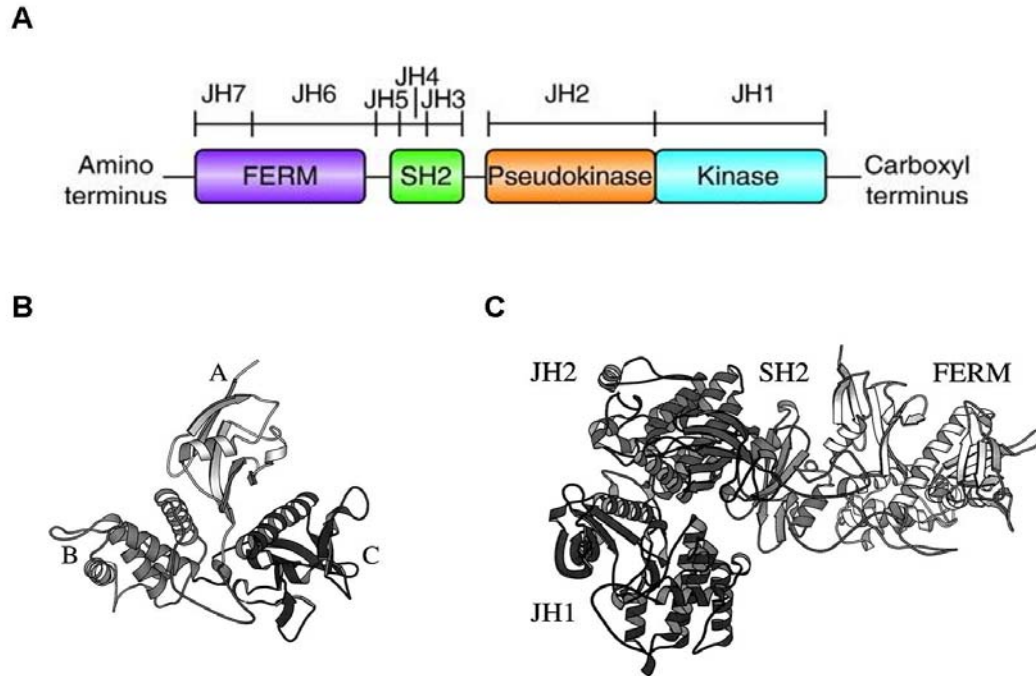 A
JH4
JH7 JH6 JH5 JH3 JH2 JH1
Amino terminus
FERM SH2 Pseudokinase Kinase
Carboxyl terminus
B
A
B
C
C
JH2 SH2 FERM
JH1